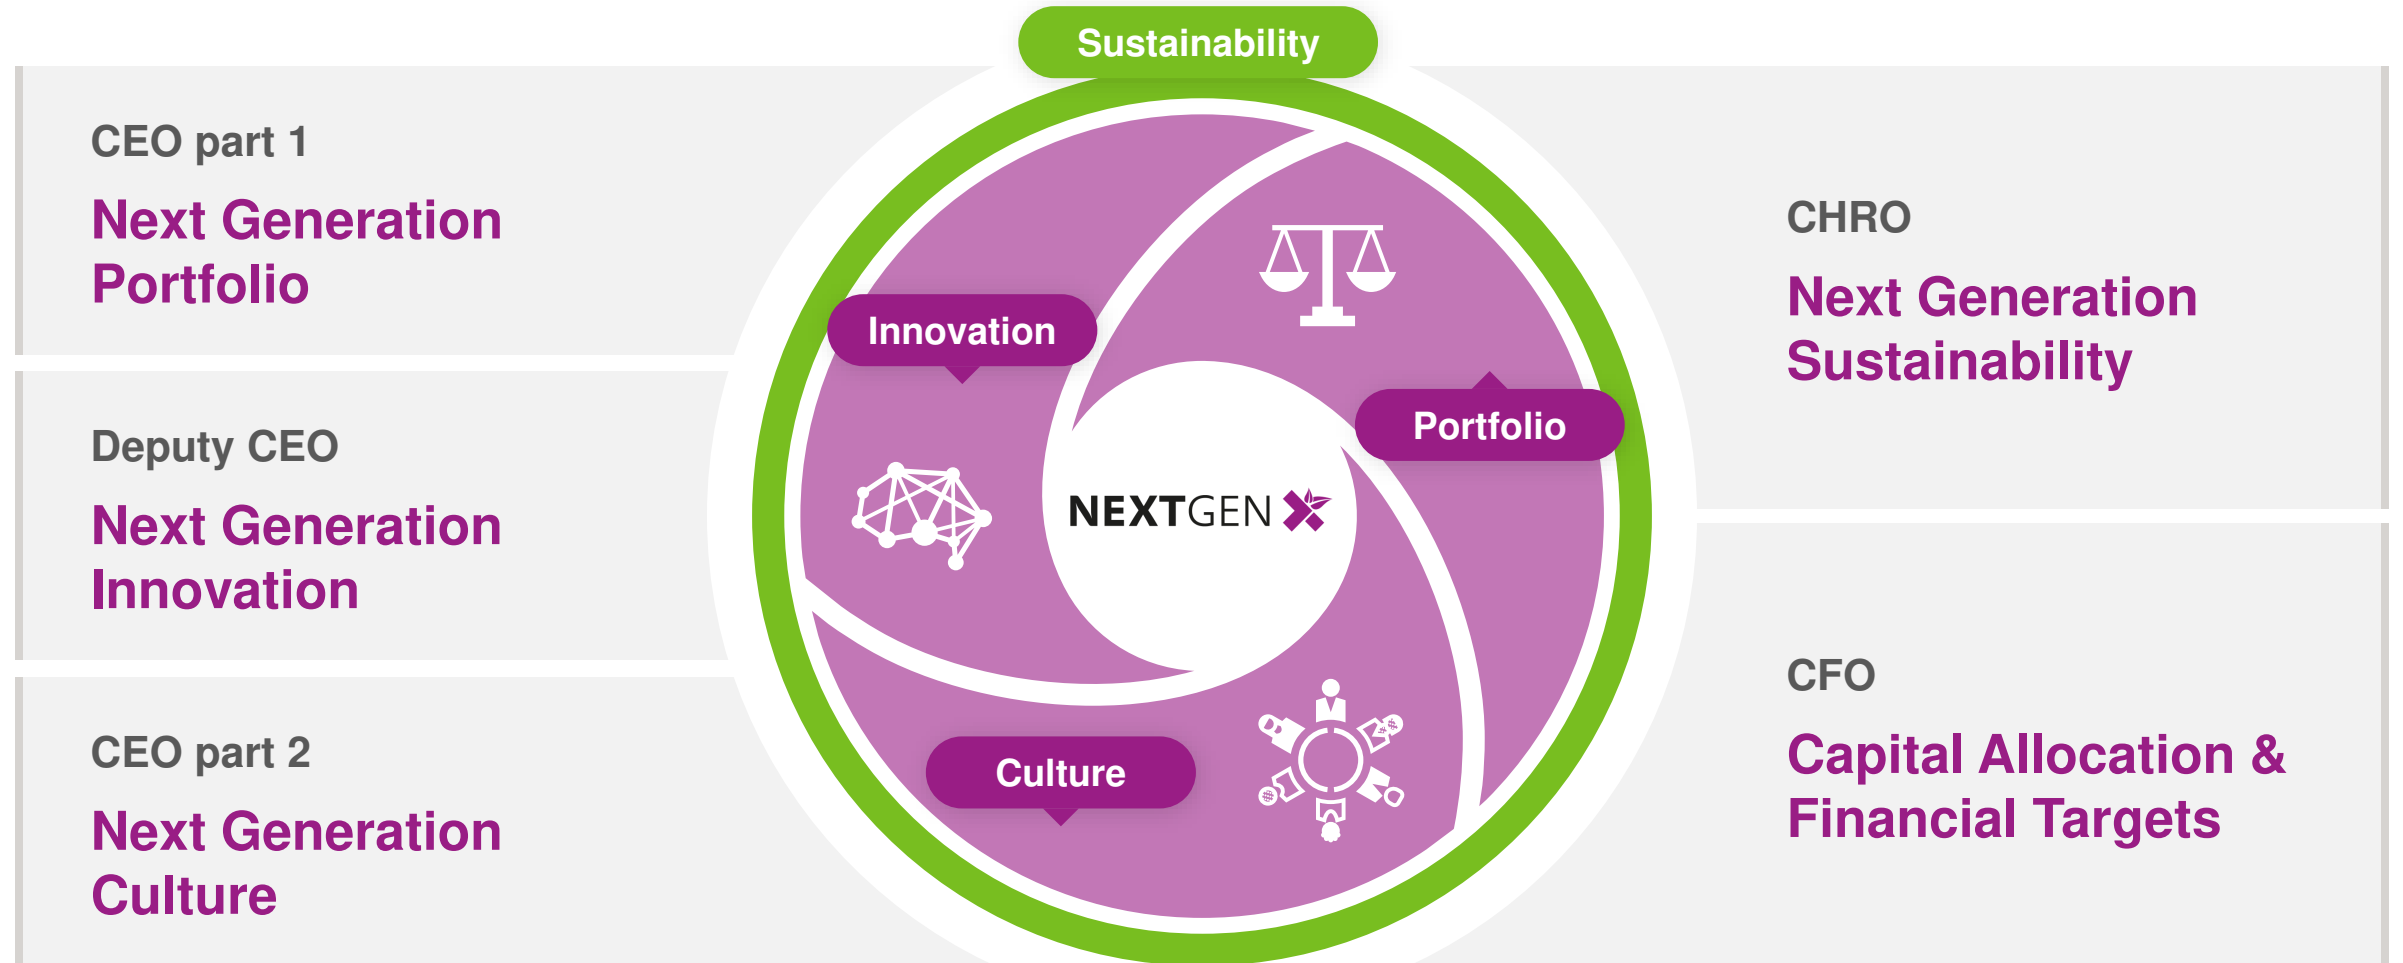 Sustainability
CEO part 1
Next Generation
Portfolio
Deputy CEO
Next Generation
Innovation
CEO part 2
Next Generation
Culture
Innovation
Portfolio
NEXTGEN
Culture
CHRO
Next Generation
Sustainability
CFO
Capital Allocation &
Financial Targets